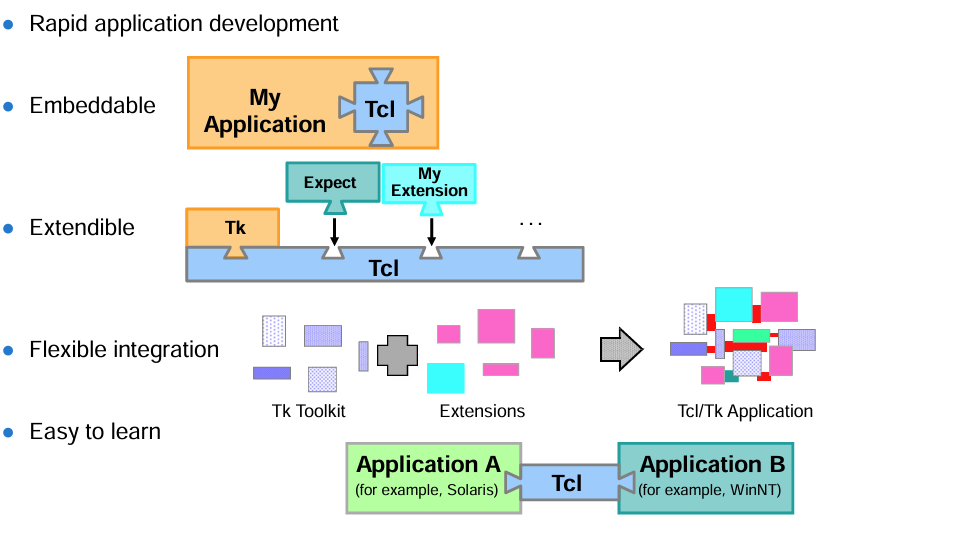 Rapid application development
Embeddable
My
Application
Tcl
Expect
My
Extension
Extendible
Tk
...
Tcl
Flexible integration
Tk Toolkit
Extensions
Tcl/Tk Application
Easy to learn
Application A
(for example, Solaris)
Tcl
Application B
(for example, WinNT)